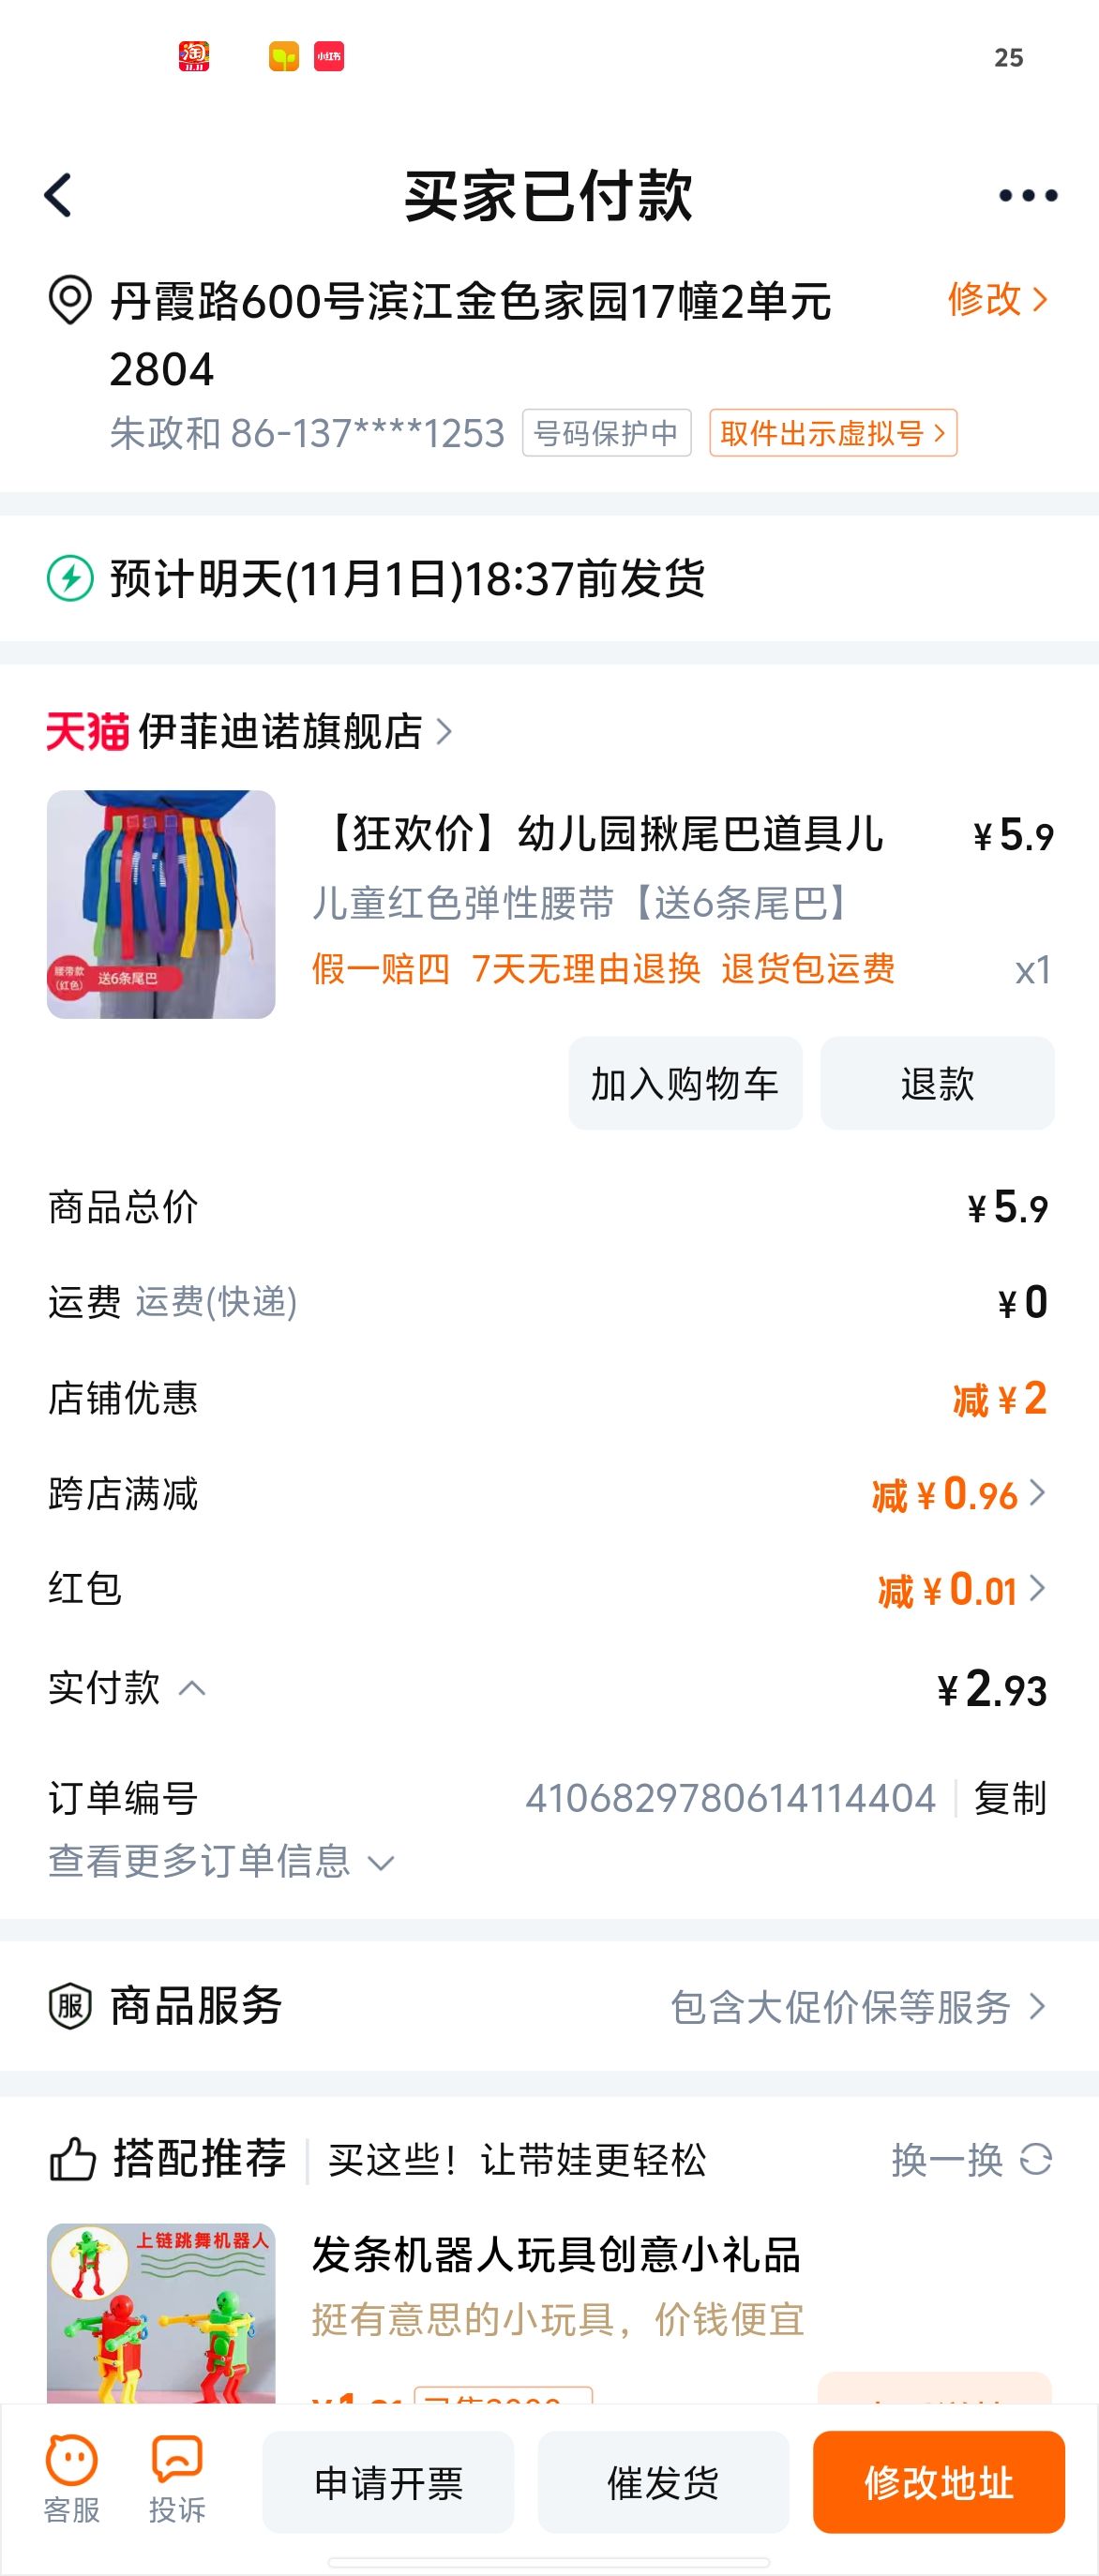 淘
11.11
小红书
25
买家已付款
丹霞路600号滨江金色家园17幢2单元
2804
修改
朱政和 86-137****1253 号码保护中 取件出示虚拟号
预计明天(11月1日)18:37前发货
天猫 伊菲迪诺旗舰店
【狂欢价】幼儿园揪尾巴道具儿 ¥5.9
儿童红色弹性腰带【送6条尾巴】
假一赔四 7天无理由退换 退货包运费 x1
腰带款
(红色)
送6条尾巴
加入购物车 退款
商品总价 ¥5.9
运费 运费(快递) ¥0
店铺优惠 减¥2
跨店满减 减¥0.96
红包 减¥0.01
实付款 ¥2.93
订单编号 4106829780614114404 复制
查看更多订单信息
服 商品服务 包含大促价保等服务
搭配推荐 买这些！让带娃更轻松 换一换
上链跳舞机器人
发条机器人玩具创意小礼品
挺有意思的小玩具，价钱便宜
客服 投诉 申请开票 催发货 修改地址